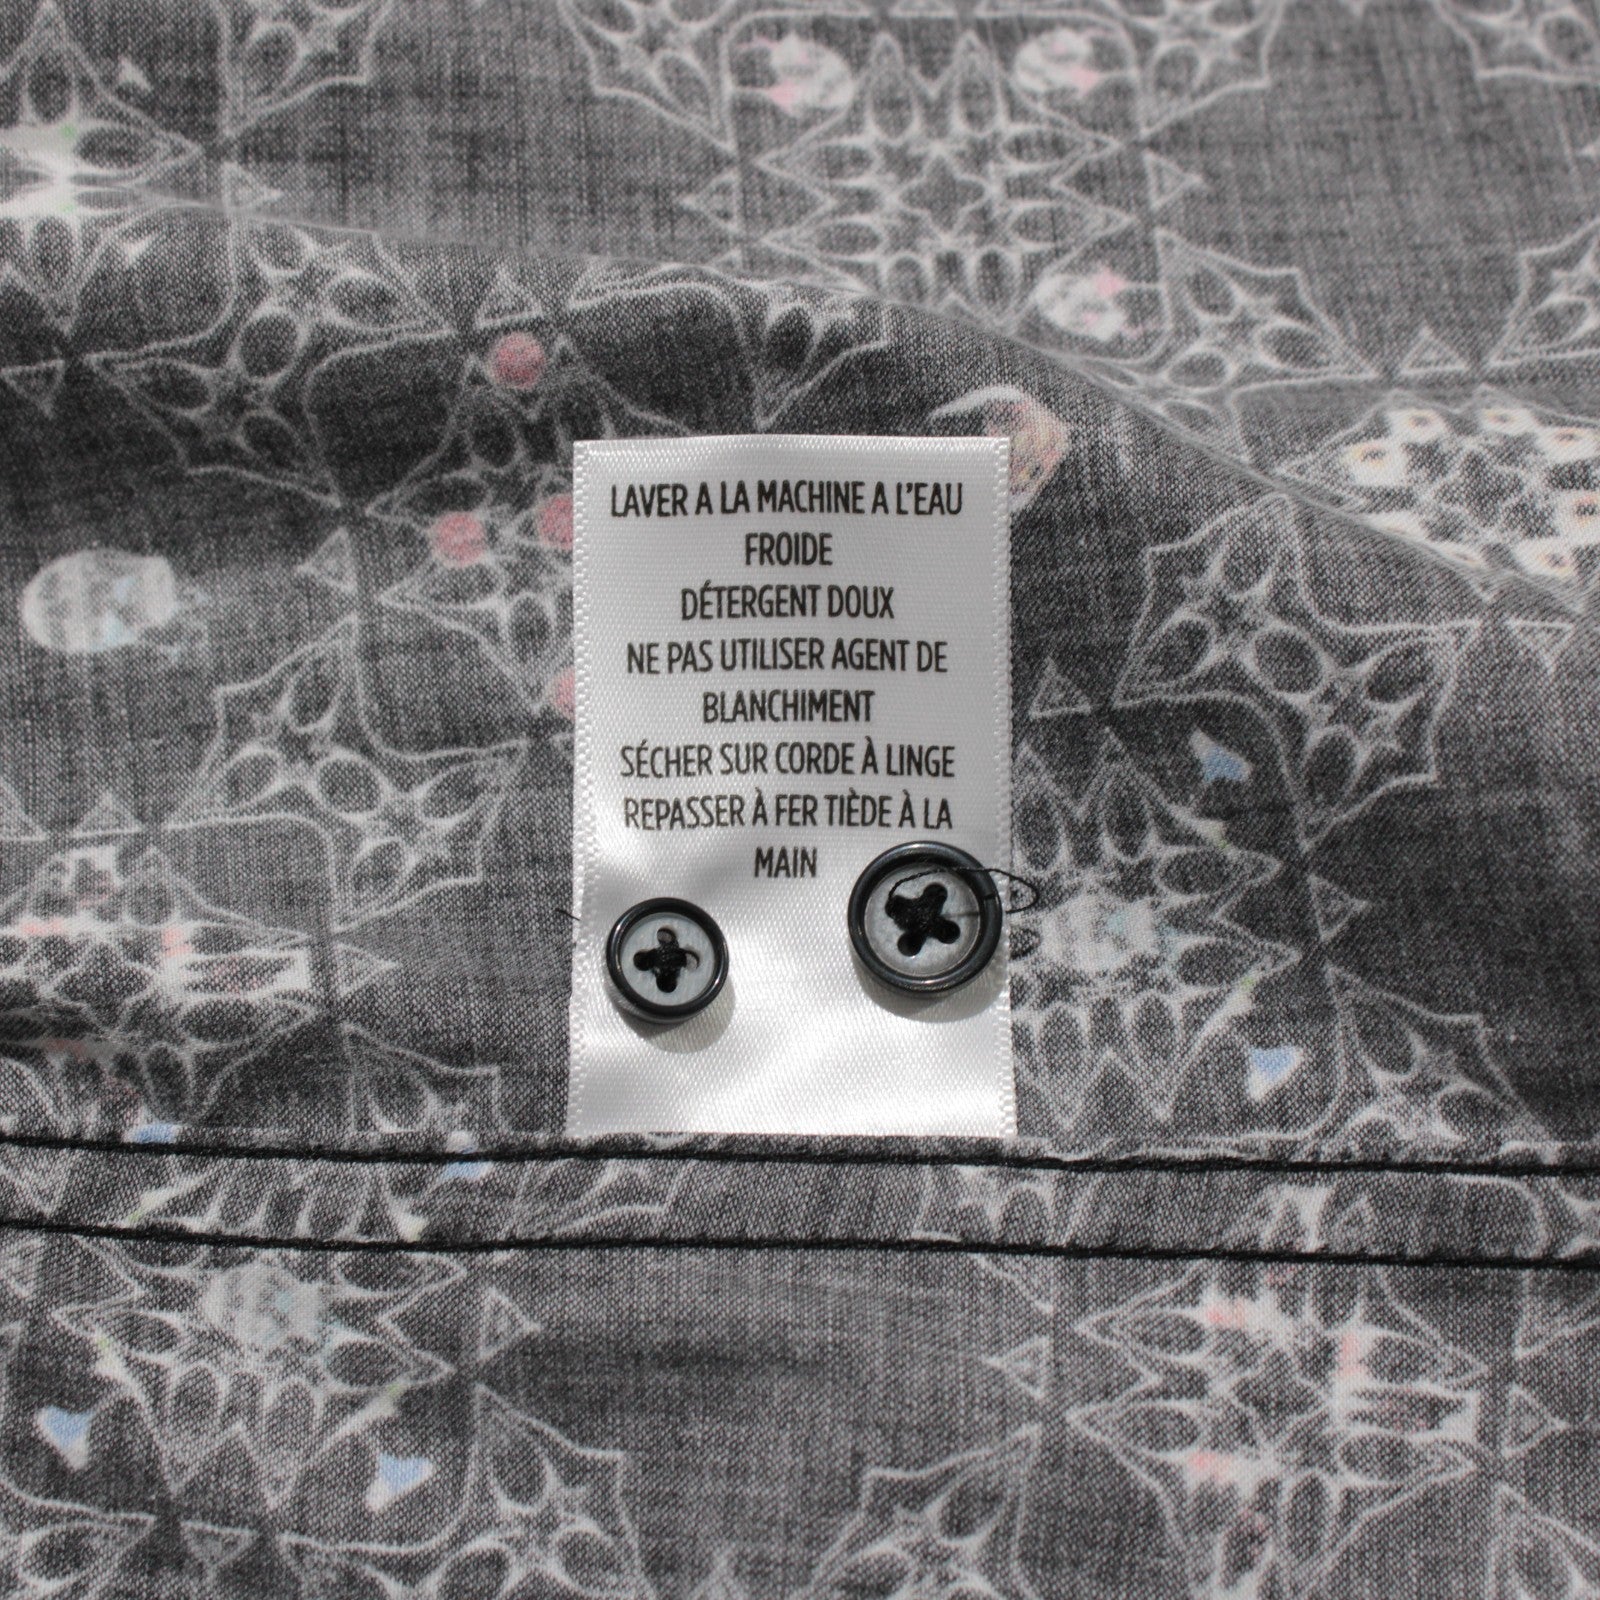 LAVER A LA MACHINE A L'EAU
FROIDE
DÉTERGENT DOUX
NE PAS UTILISER AGENT DE
BLANCHIMENT
SÉCHER SUR CORDE À LINGE
REPASSER À FER TIÈDE À LA
MAIN